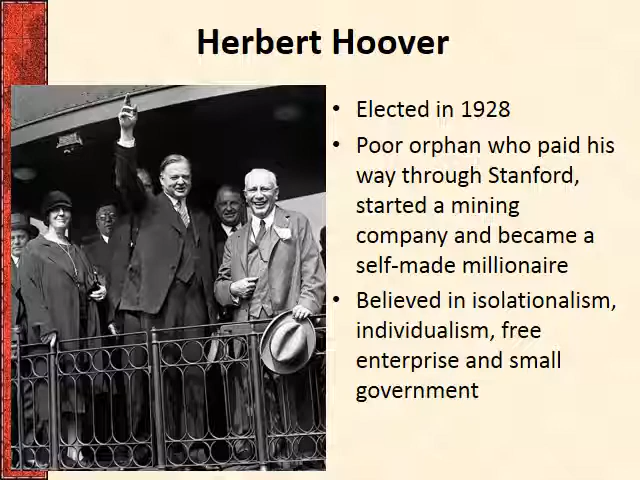 Herbert Hoover
• Elected in 1928
• Poor orphan who paid his
way through Stanford,
started a mining
company and became a
self-made millionaire
• Believed in isolationalism,
individualism, free
enterprise and small
government